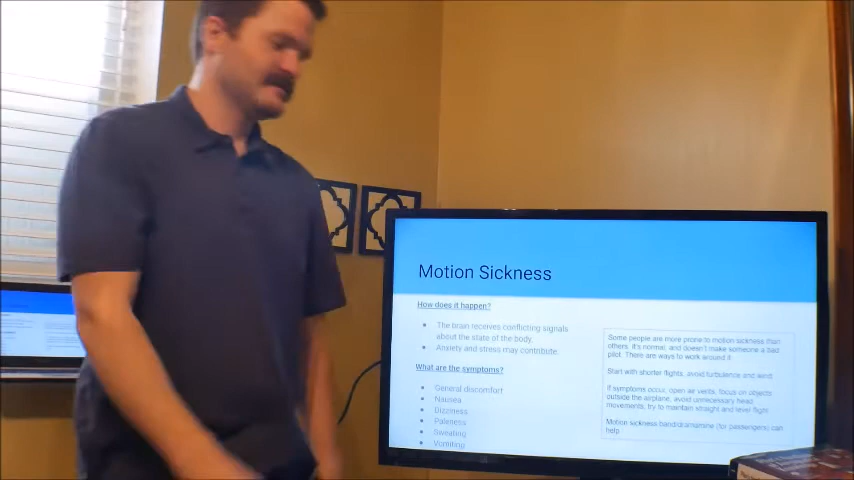 Motion Sickness
How does it happen?
The brain receives conflicting signals
about the state of the body.
Anxiety and stress may contribute.
What are the symptoms?
General discomfort
Nausea
Dizziness
Paleness
Sweating
Vomiting
Some people are more prone to motion sickness than
others. It's normal, and doesn't make someone a bad
pilot. There are ways to work around it.
Start with shorter flights, avoid turbulence and wind.
If symptoms occur, open air vents, focus on objects
outside the airplane, avoid unnecessary head
movements, try to maintain straight and level flight.
Motion sickness band/dramamine (for passengers) can
help.